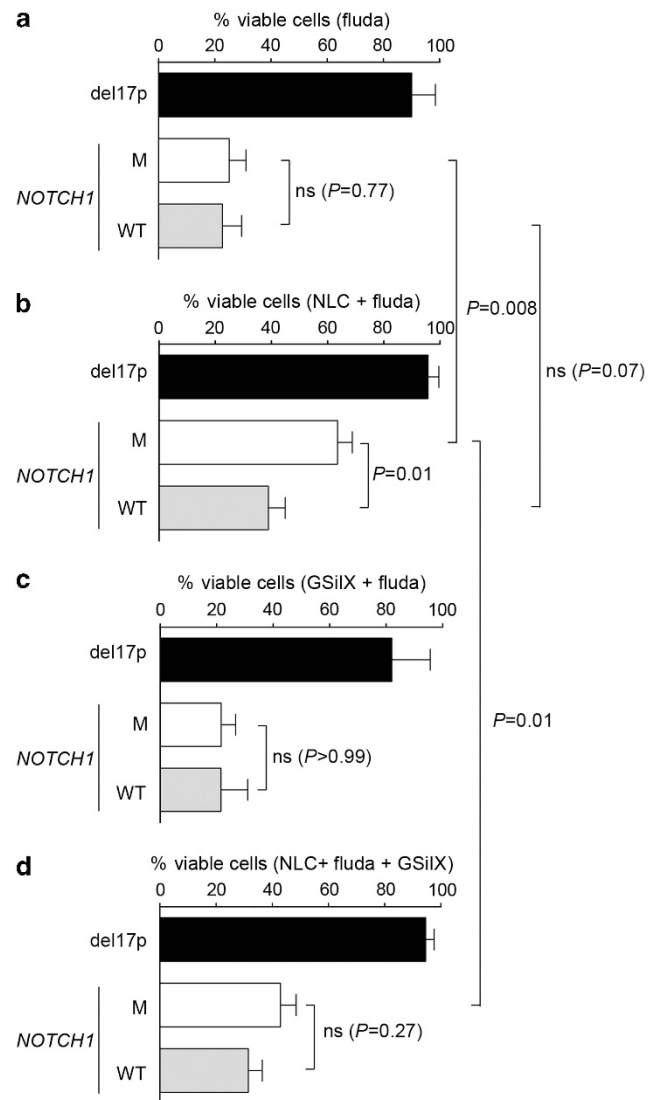 a
% viable cells (fluda)
0 20 40 60 80 100
del17p
M
NOTCH1
WT
ns (P=0.77)
P=0.008
ns (P=0.07)
b
% viable cells (NLC + fluda)
0 20 40 60 80 100
del17p
M
NOTCH1
WT
P=0.01
c
% viable cells (GSiIX + fluda)
0 20 40 60 80 100
del17p
M
NOTCH1
WT
ns (P>0.99)
P=0.01
d
% viable cells (NLC+ fluda + GSiIX)
0 20 40 60 80 100
del17p
M
NOTCH1
WT
ns (P=0.27)